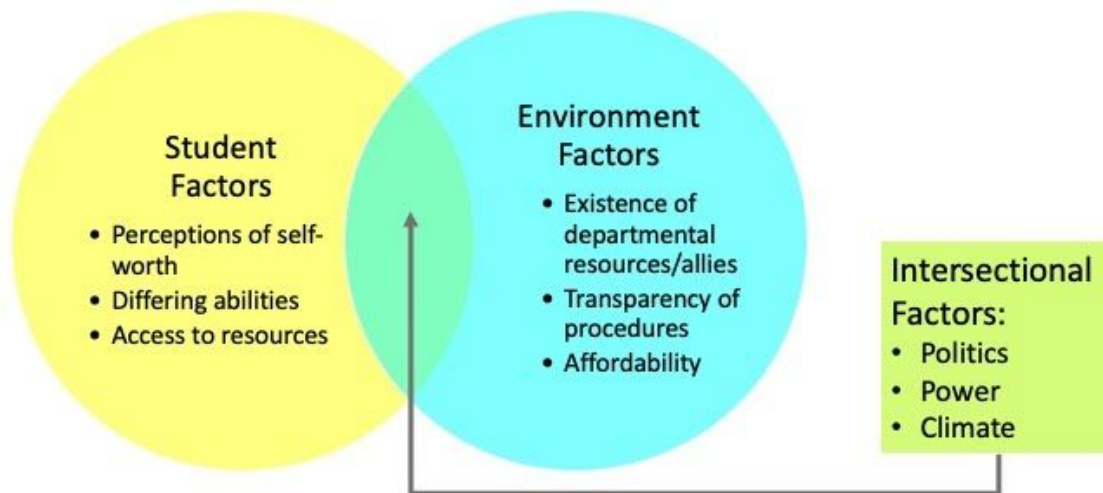 Student
Factors
• Perceptions of self-
worth
• Differing abilities
• Access to resources
Environment
Factors
• Existence of
departmental
resources/allies
• Transparency of
procedures
• Affordability
Intersectional
Factors:
• Politics
• Power
• Climate